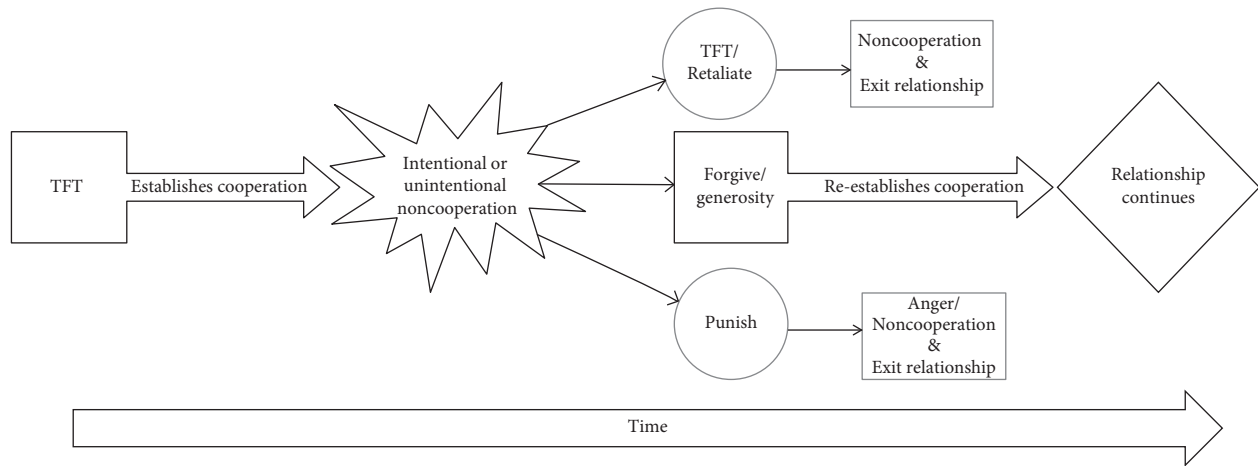 TFT
Establishes cooperation
Intentional or
unintentional
noncooperation
TFT/
Retaliate
Noncooperation
&
Exit relationship
Forgive/
generosity
Re-establishes cooperation
Relationship
continues
Punish
Anger/
Noncooperation
&
Exit relationship
Time